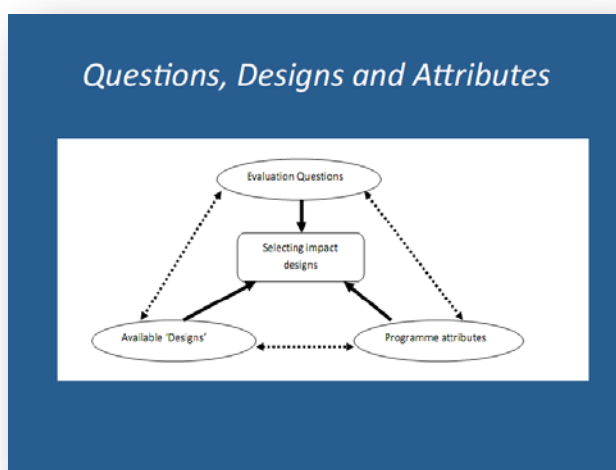 Questions, Designs and Attributes
Evaluation Questions
Selecting impact
designs
Available 'Designs'
Programme attributes